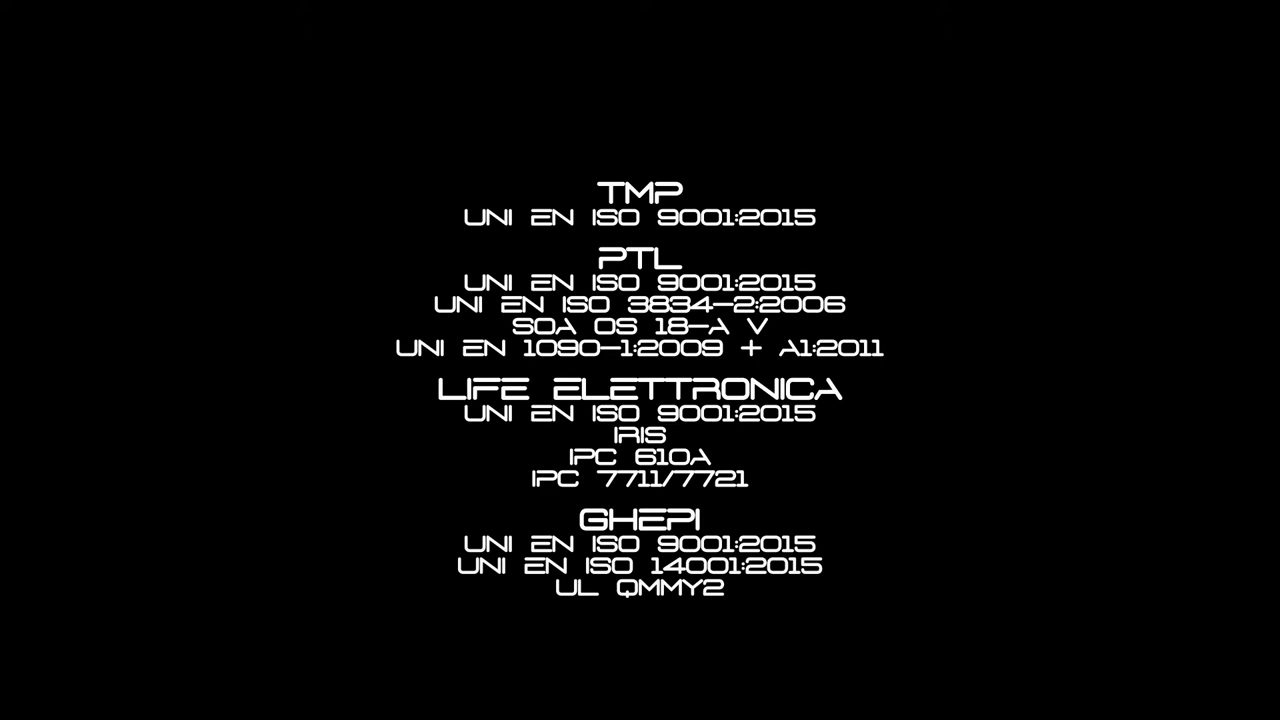 TMP
UNI EN ISO 9001:2015
PTL
UNI EN ISO 9001:2015
UNI EN ISO 3834-2:2006
SOA OS 18-A V
UNI EN 1090-1:2009 + A1:2011
LIFE ELETTRONICA
UNI EN ISO 9001:2015
IRIS
IPC 610A
IPC 7711/7721
GHEPI
UNI EN ISO 9001:2015
UNI EN ISO 14001:2015
UL QMMY2